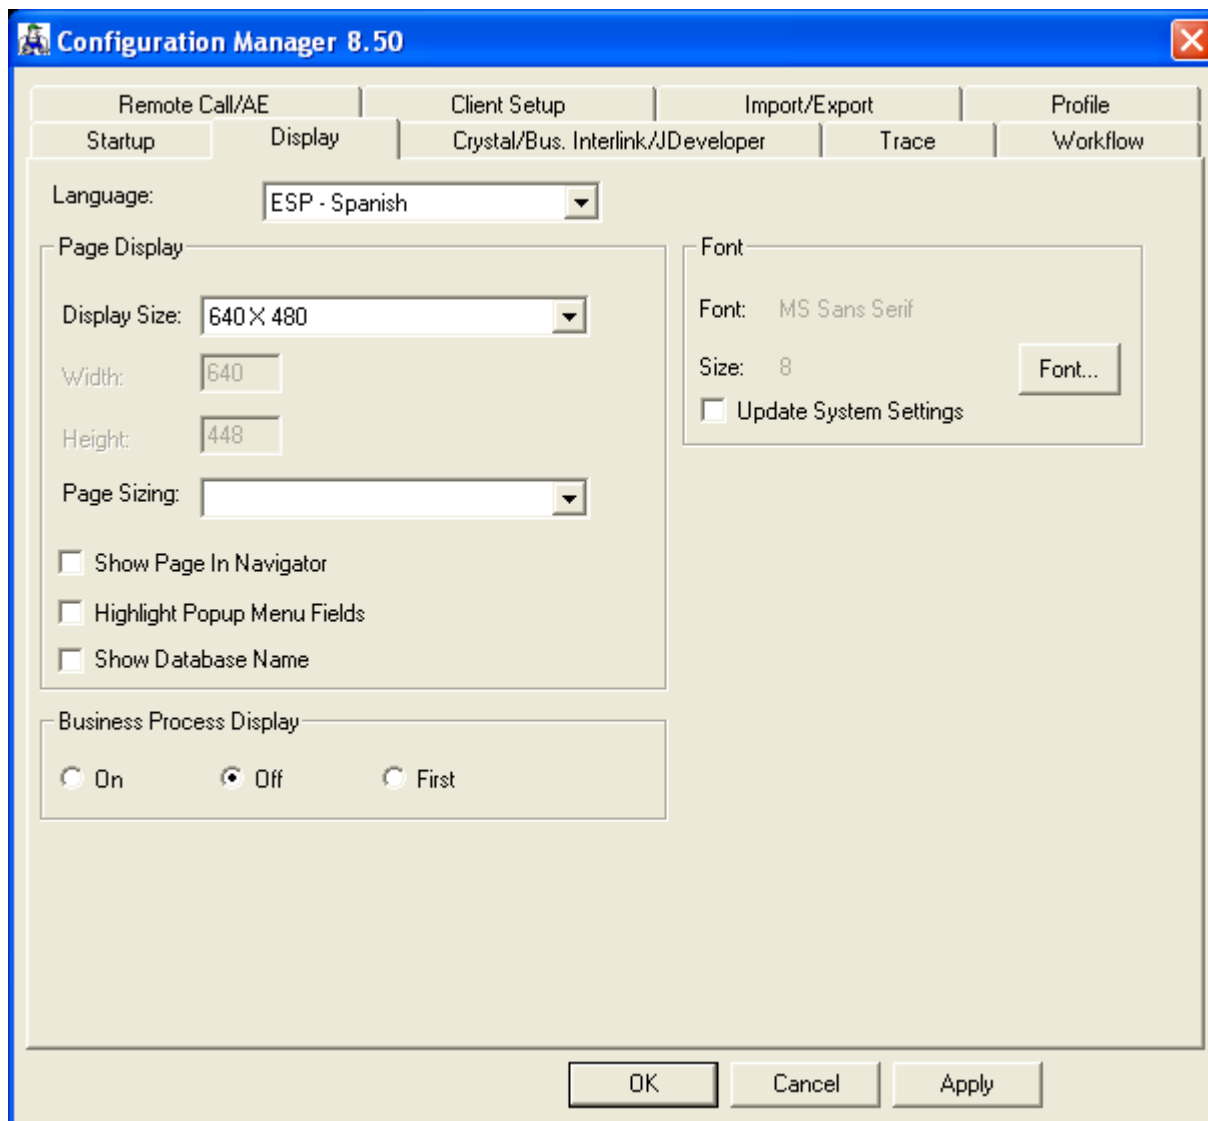 Configuration Manager 8.50
Remote Call/AE Client Setup Import/Export Profile
Startup Display Crystal/Bus. Interlink/JDeveloper Trace Workflow
Language: ESP - Spanish
Page Display
Display Size: 640 X 480
Width: 640
Height: 448
Page Sizing:
Show Page In Navigator
Highlight Popup Menu Fields
Show Database Name
Font
Font: MS Sans Serif
Size: 8 Font...
Update System Settings
Business Process Display
On Off First
OK Cancel Apply